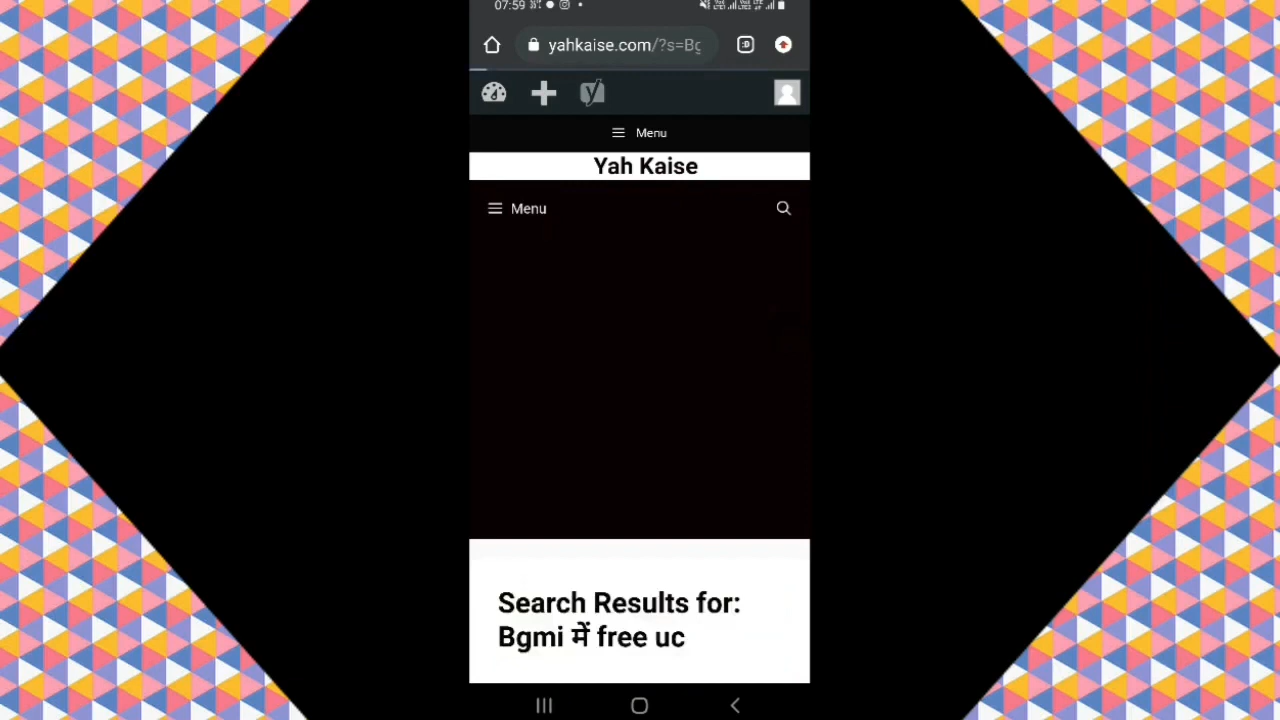 07:59
yahkaise.com/?s=Bg
Menu
Yah Kaise
Menu
Search Results for:
Bgmi में free uc